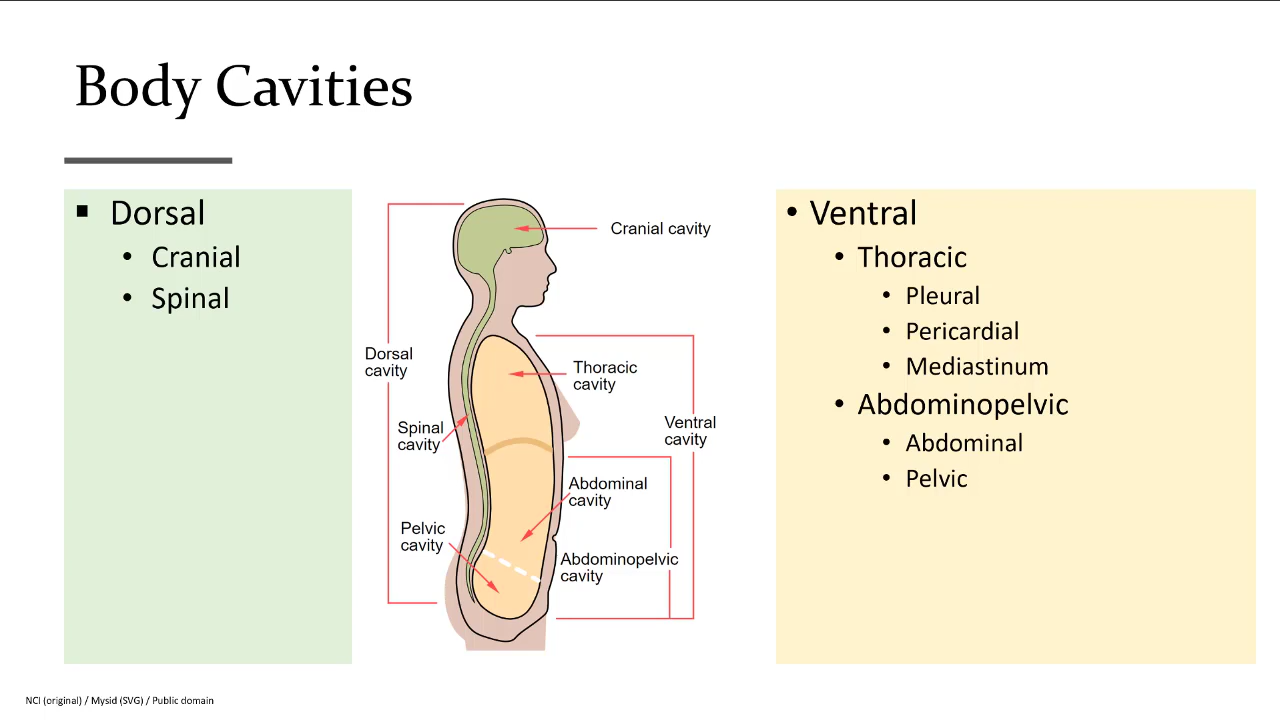 Body Cavities
Dorsal
Cranial
Spinal
Cranial cavity
Dorsal
cavity
Thoracic
cavity
Spinal
cavity
Ventral
cavity
Abdominal
cavity
Pelvic
cavity
Abdominopelvic
cavity
Ventral
Thoracic
Pleural
Pericardial
Mediastinum
Abdominopelvic
Abdominal
Pelvic
NCI (original) / Mysid (SVG) / Public domain